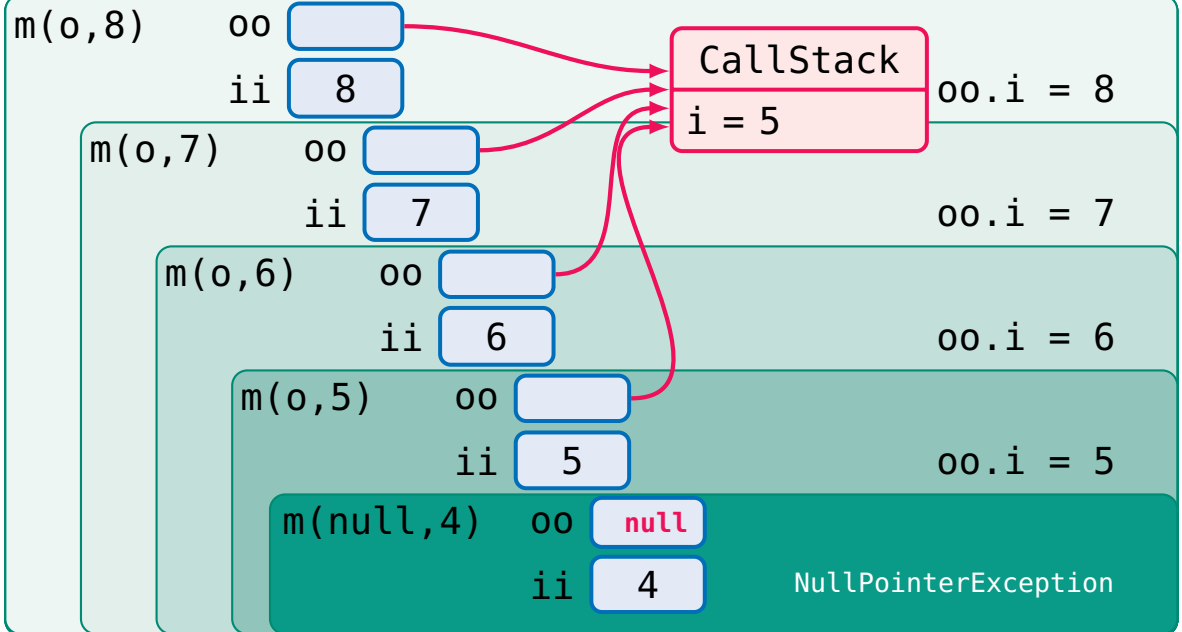 m(o,8) oo CallStack
ii 8 i = 5 oo.i = 8
m(o,7) oo
ii 7 oo.i = 7
m(o,6) oo
ii 6 oo.i = 6
m(o,5) oo
ii 5 oo.i = 5
m(null,4) oo null
ii 4 NullPointerException